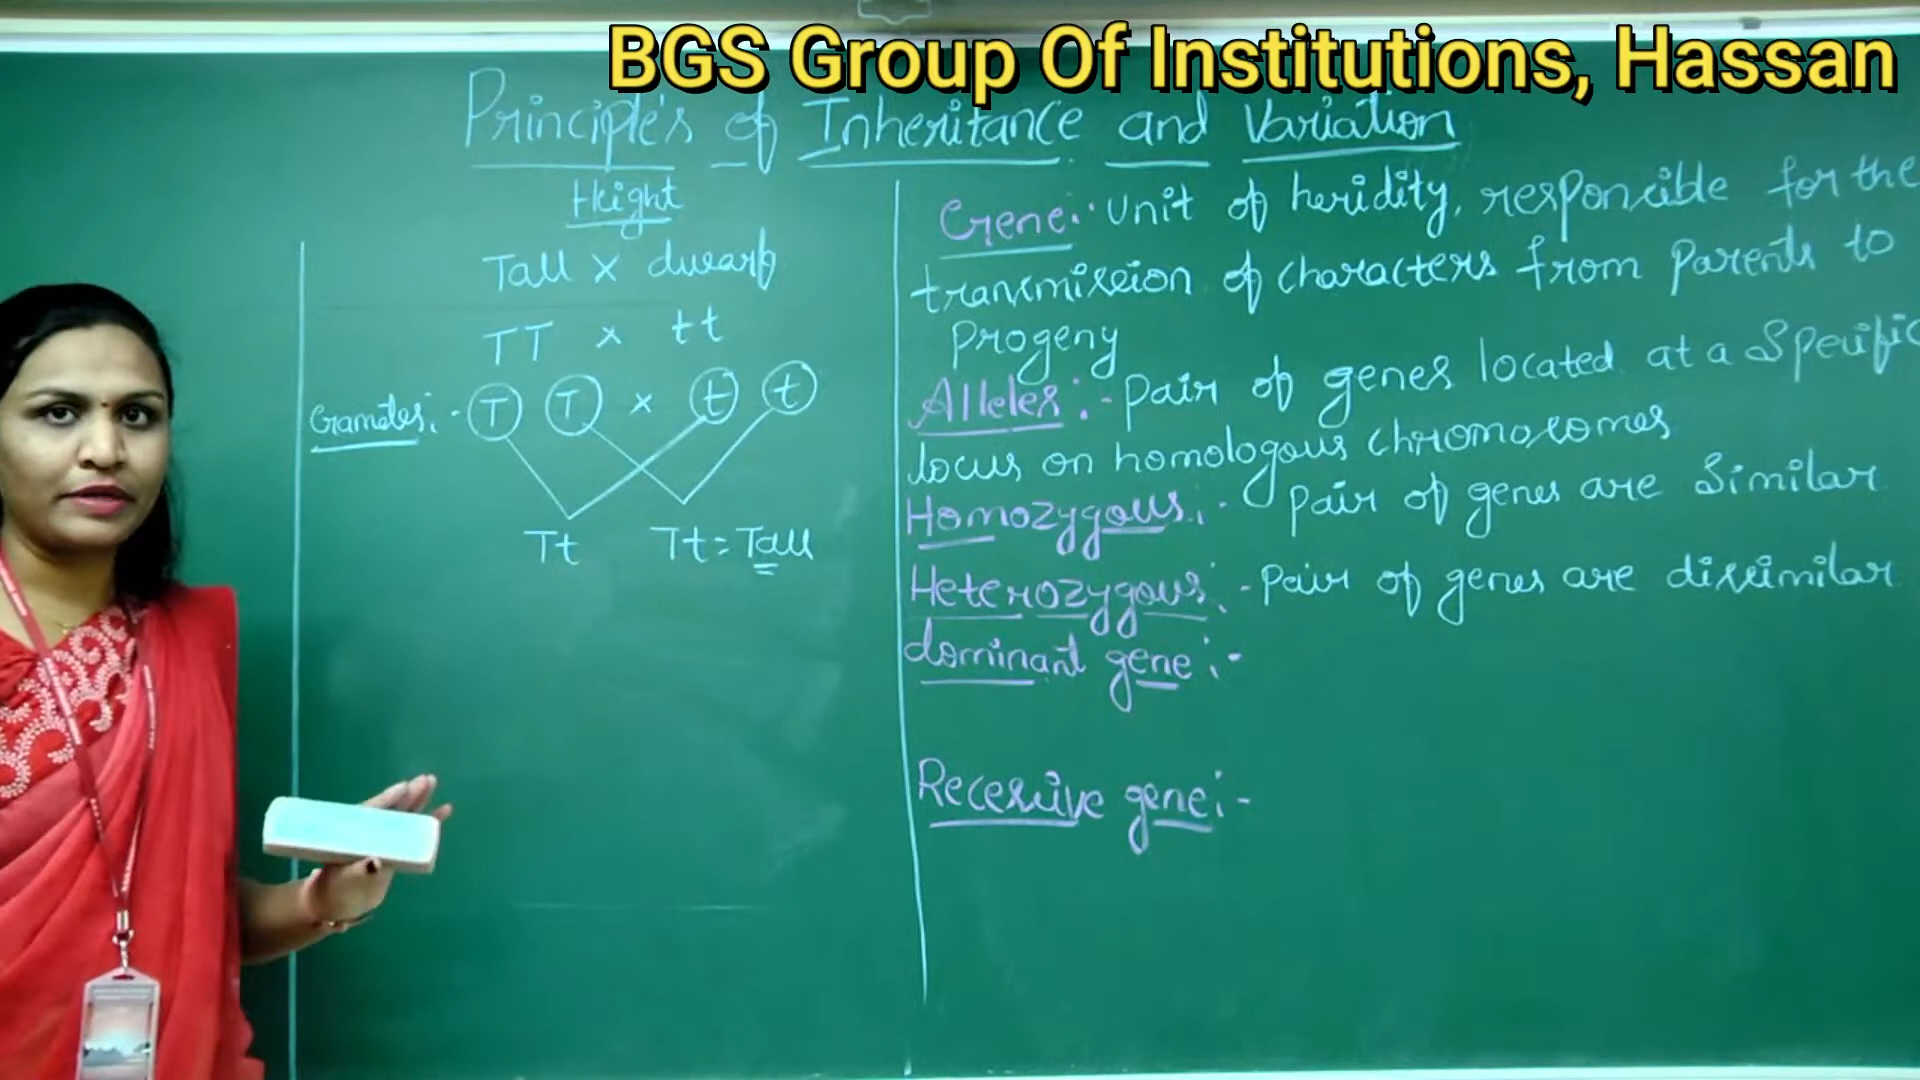 BGS Group Of Institutions, Hassan
Principle's of Inheritance and Variation
Height
Tall x dwarf
TT x tt
Gametes:- T T x t t
Tt Tt = Tall
Gene:- Unit of heridity, responsible for the
transmission of characters from Parents to
Progeny
Alleles:- Pair of genes located at a Specific
locus on homologous chromosomes
Homozygous:- Pair of genes are Similar
Heterozygous:- Pair of genes are dissimilar
dominant gene:-
Recessive gene:-